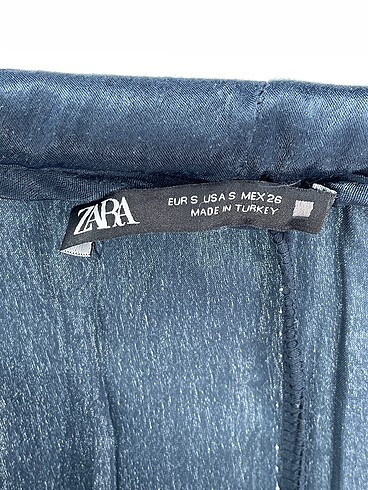 ZARA
EUR S USA S MEX 26
MADE IN TURKEY